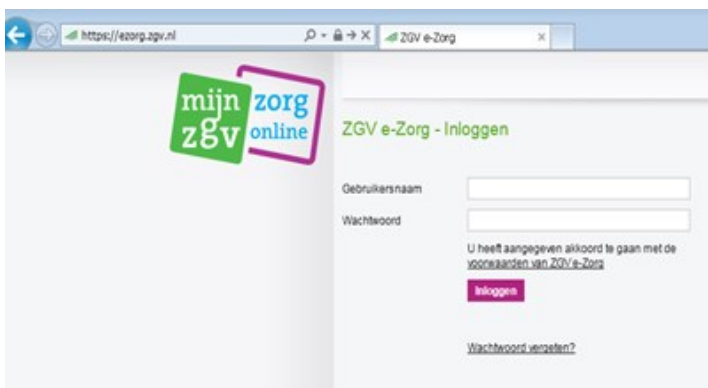 https://ezorg.zgv.nl
ZGV e-Zorg
mijn zgv
zorg online
ZGV e-Zorg - Inloggen
Gebruikersnaam
Wachtwoord
U heeft aangegeven akkoord te gaan met de
voorwaarden van ZGV e-Zorg
Inloggen
Wachtwoord vergeten?